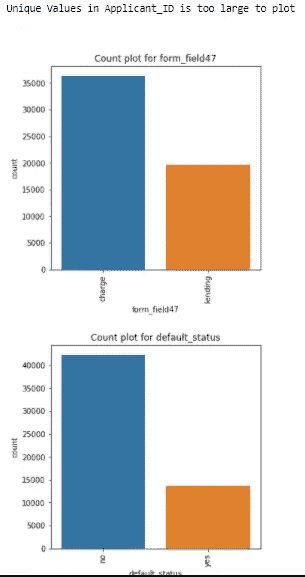 Unique Values in Applicant_ID is too large to plot
Count plot for form_field47
35000
30000
25000
20000
15000
10000
5000
0
count
charge
lending
form_field47
Count plot for default_status
40000
35000
30000
25000
20000
15000
10000
5000
0
count
no
yes
default_status